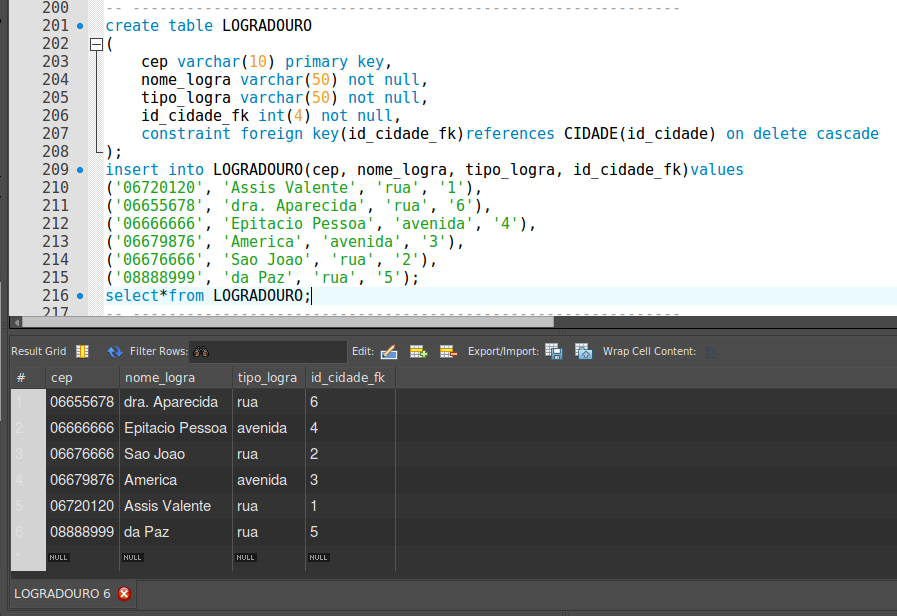 200 -- -------------------------------------------------------------
201 create table LOGRADOURO
202 (
203 cep varchar(10) primary key,
204 nome_logra varchar(50) not null,
205 tipo_logra varchar(50) not null,
206 id_cidade_fk int(4) not null,
207 constraint foreign key(id_cidade_fk)references CIDADE(id_cidade) on delete cascade
208 );
209 insert into LOGRADOURO(cep, nome_logra, tipo_logra, id_cidade_fk)values
210 ('06720120', 'Assis Valente', 'rua', '1'),
211 ('06655678', 'dra. Aparecida', 'rua', '6'),
212 ('06666666', 'Epitacio Pessoa', 'avenida', '4'),
213 ('06679876', 'America', 'avenida', '3'),
214 ('06676666', 'Sao Joao', 'rua', '2'),
215 ('08888999', 'da Paz', 'rua', '5');
216 select*from LOGRADOURO;
217 -- -------------------------------------------------------------
Result Grid Filter Rows: Edit: Export/Import: Wrap Cell Content:
# cep nome_logra tipo_logra id_cidade_fk
1 06655678 dra. Aparecida rua 6
2 06666666 Epitacio Pessoa avenida 4
3 06676666 Sao Joao rua 2
4 06679876 America avenida 3
5 06720120 Assis Valente rua 1
6 08888999 da Paz rua 5
* NULL NULL NULL NULL
LOGRADOURO 6